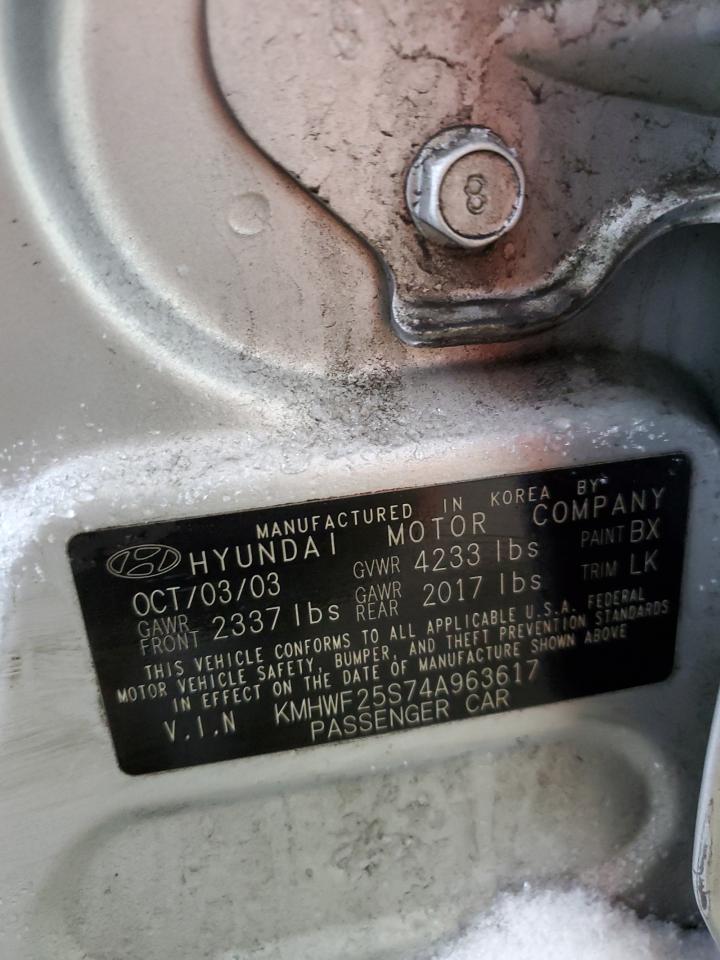 8
MANUFACTURED IN KOREA BY
HYUNDAI MOTOR COMPANY
OCT/03/03 GVWR 4233 lbs PAINT BX
GAWR FRONT 2337 lbs GAWR REAR 2017 lbs TRIM LK
THIS VEHICLE CONFORMS TO ALL APPLICABLE U.S.A. FEDERAL
MOTOR VEHICLE SAFETY, BUMPER, AND THEFT PREVENTION STANDARDS
IN EFFECT ON THE DATE OF MANUFACTURE SHOWN ABOVE
V.I.N KMHWF25S74A963617
PASSENGER CAR